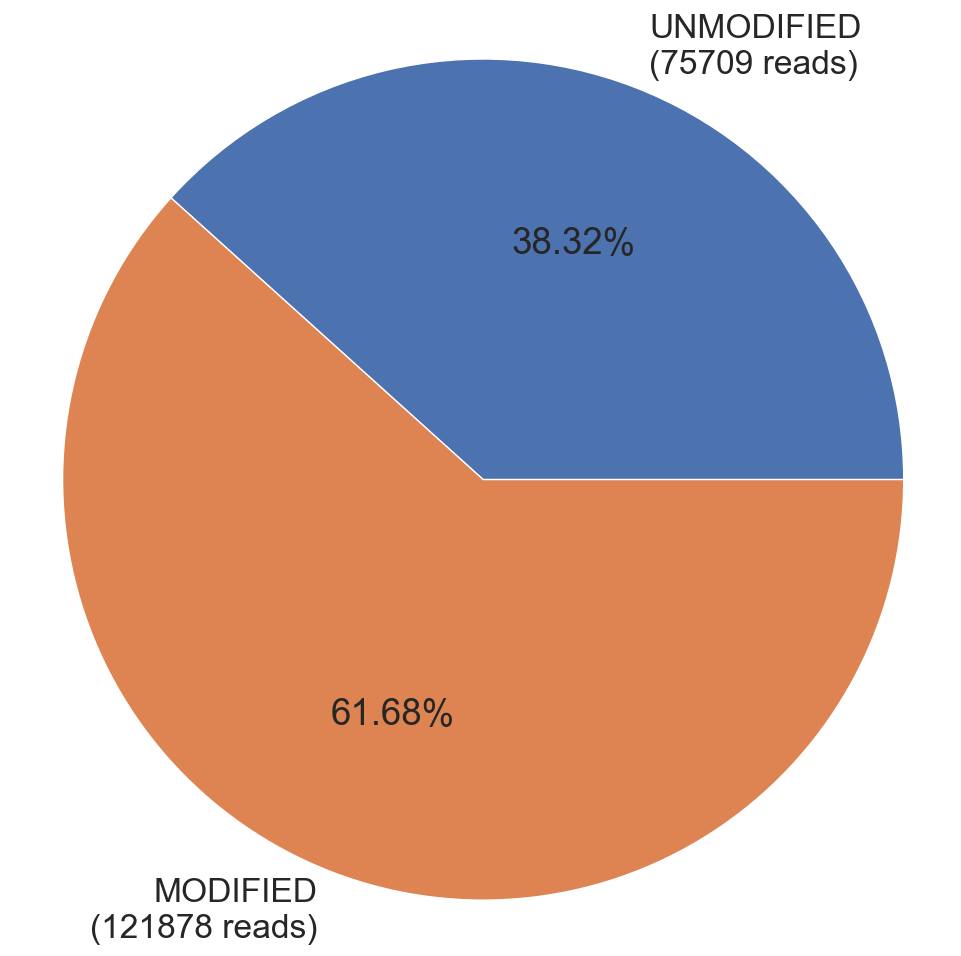 UNMODIFIED
(75709 reads)
38.32%
61.68%
MODIFIED
(121878 reads)